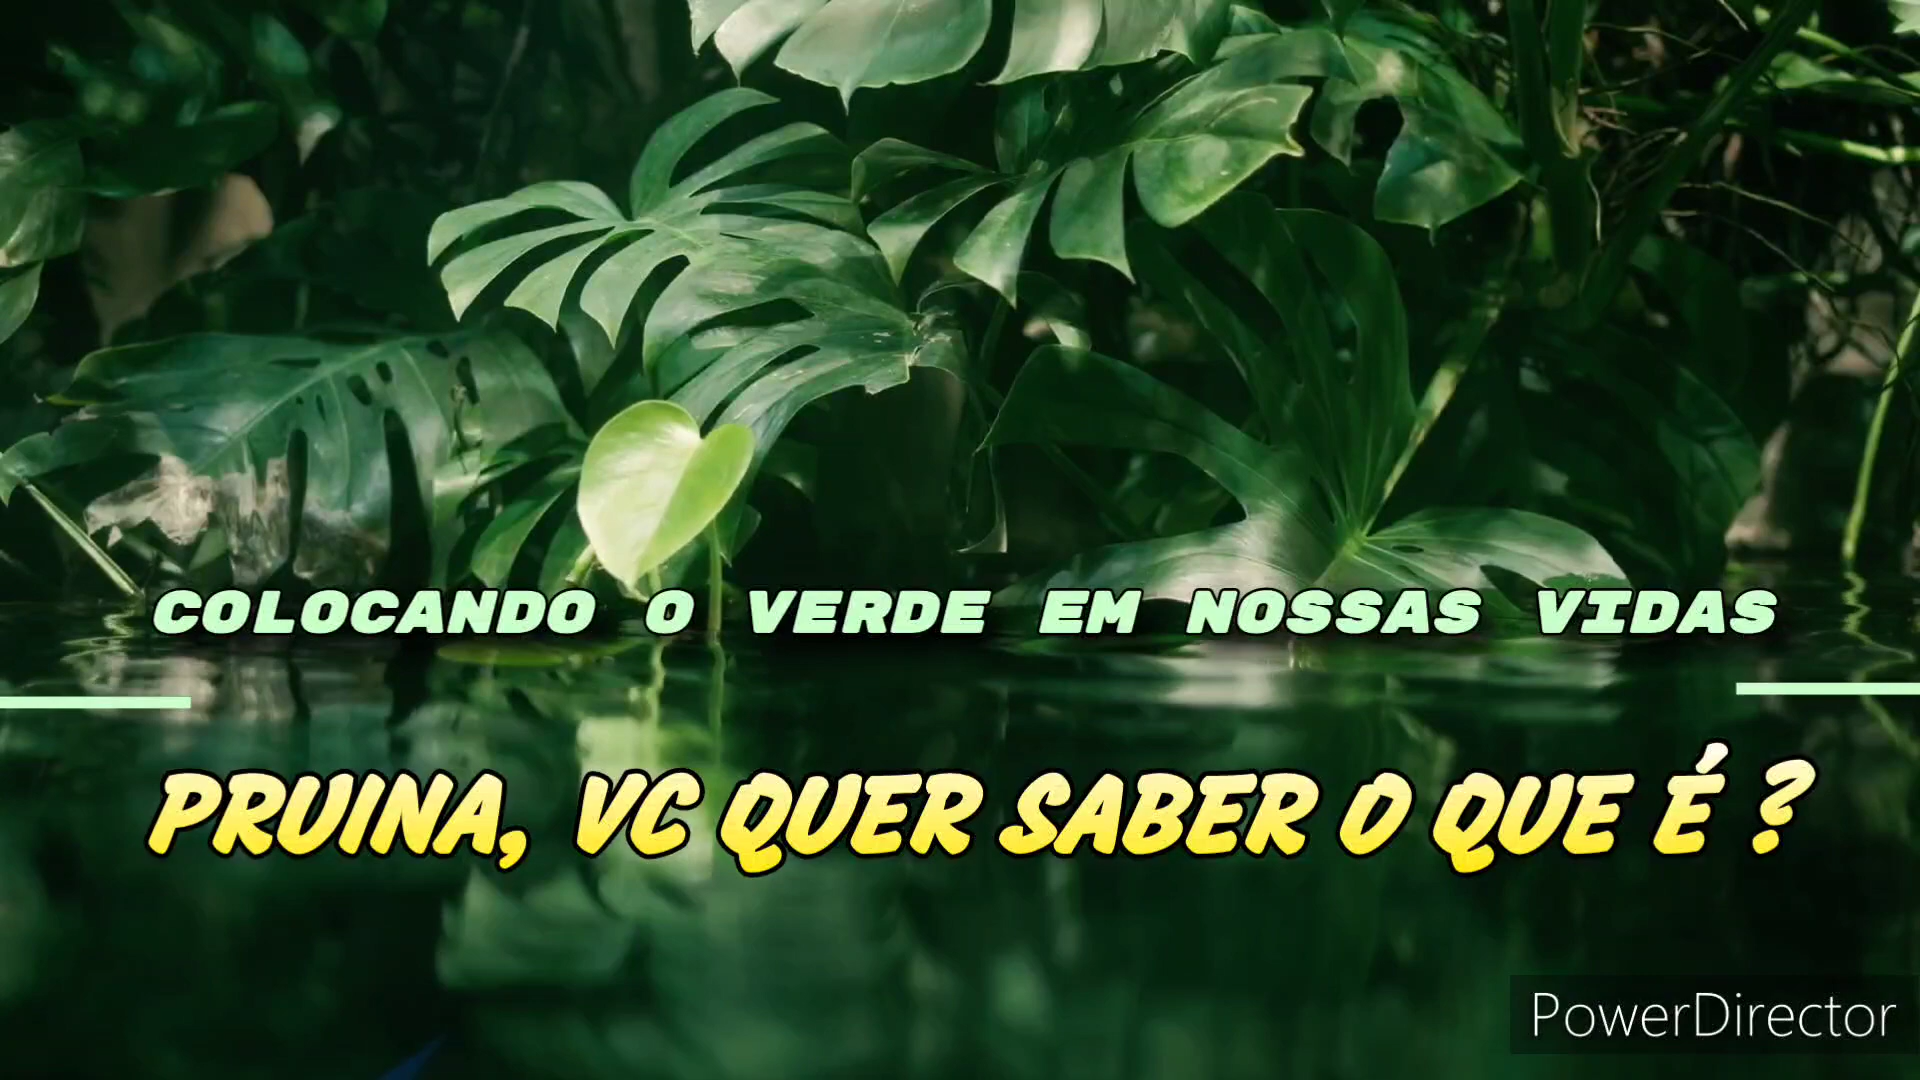 COLOCANDO O VERDE EM NOSSAS VIDAS
PRUINA, VC QUER SABER O QUE É ?
PowerDirector